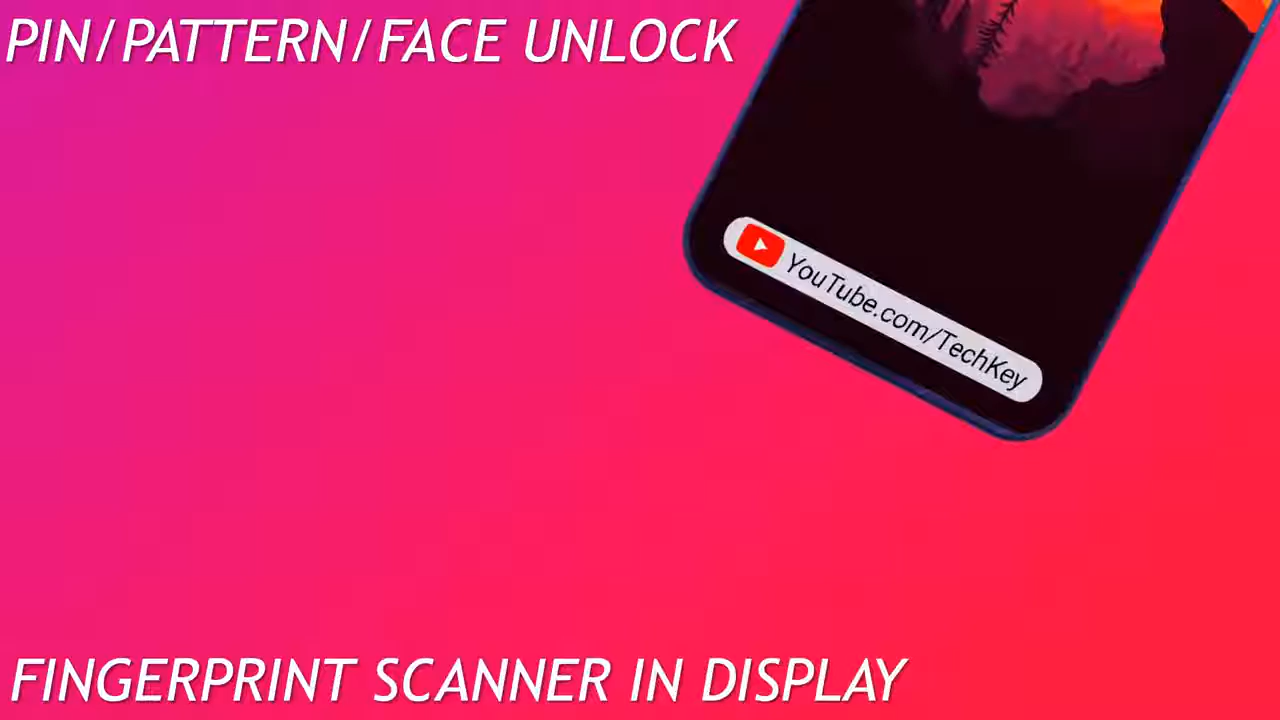 PIN/PATTERN/FACE UNLOCK
YouTube.com/TechKey
FINGERPRINT SCANNER IN DISPLAY